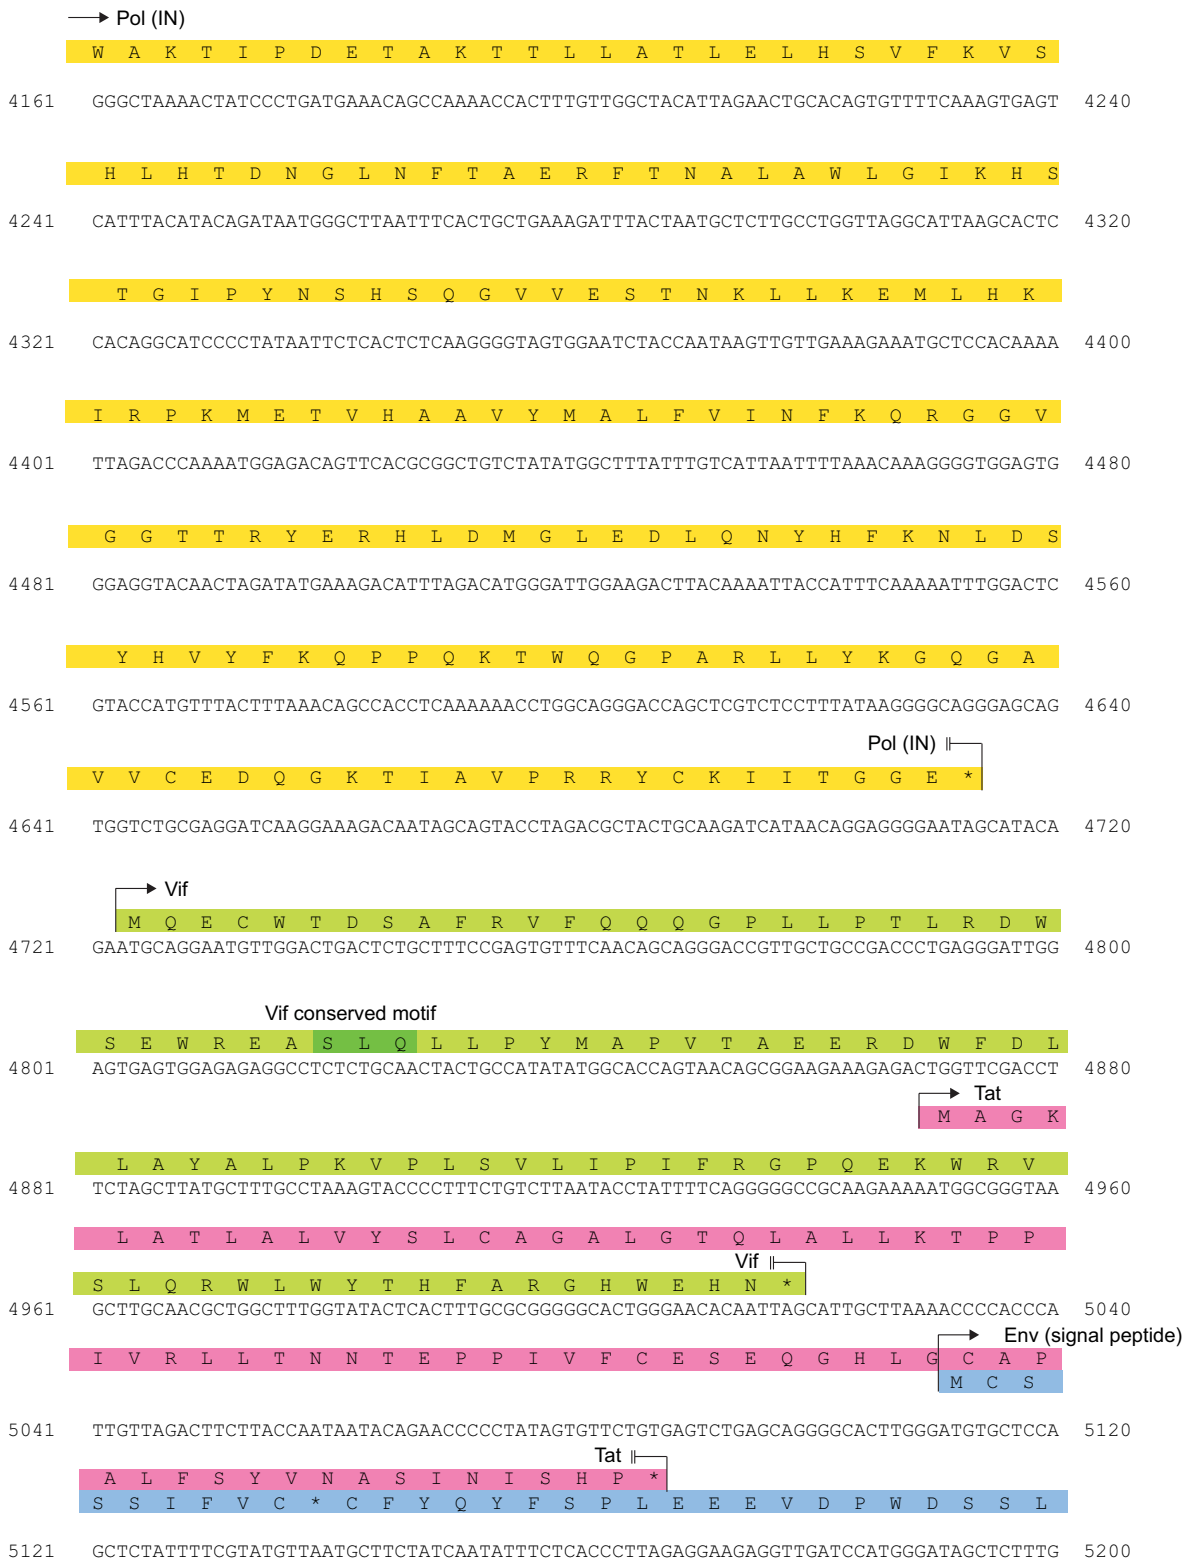 Pol (IN)
W A K T I P D E T A K T T L L A T L E L H S V F K V S
4161 GGGCTAAAACTATCCCTGATGAAACAGCCAAAACCACTTTGTTGGCTACATTAGAACTGCACAGTGTTTTCAAAGTGAGT 4240
H L H T D N G L N F T A E R F T N A L A W L G I K H S
4241 CATTTACATACAGATAATGGGCTTAATTTCACTGCTGAAAGATTTACTAATGCTCTTGCCTGGTTAGGCATTAAGCACTC 4320
T G I P Y N S H S Q G V V E S T N K L L K E M L H K
4321 CACAGGCATCCCCTATAATTCTCACTCTCAAGGGGTAGTGGAATCTACCAATAAGTTGTTGAAAGAAATGCTCCACAAAA 4400
I R P K M E T V H A A V Y M A L F V I N F K Q R G G V
4401 TTAGACCCAAAATGGAGACAGTTCACGCGGCTGTCTATATGGCTTTATTTGTCATTAATTTTAAACAAAGGGGTGGAGTG 4480
G G T T R Y E R H L D M G L E D L Q N Y H F K N L D S
4481 GGAGGTACAACTAGATATGAAAGACATTTAGACATGGGATTGGAAGACTTACAAAATTACCATTTCAAAAATTTGGACTC 4560
Y H V Y F K Q P P Q K T W Q G P A R L L Y K G Q G A
4561 GTACCATGTTTACTTTAAACAGCCACCTCAAAAAACCTGGCAGGGACCAGCTCGTCTCCTTTATAAGGGGCAGGGAGCAG 4640
Pol (IN)
V V C E D Q G K T I A V P R R Y C K I I T G G E *
4641 TGGTCTGCGAGGATCAAGGAAAGACAATAGCAGTACCTAGACGCTACTGCAAGATCATAACAGGAGGGGAATAGCATACA 4720
Vif
M Q E C W T D S A F R V F Q Q Q G P L L P T L R D W
4721 GAATGCAGGAATGTTGGACTGACTCTGCTTTCCGAGTGTTTCAACAGCAGGGACCGTTGCTGCCGACCCTGAGGGATTGG 4800
Vif conserved motif
S E W R E A S L Q L L P Y M A P V T A E E R D W F D L
4801 AGTGAGTGGAGAGAGGCCTCTCTGCAACTACTGCCATATATGGCACCAGTAACAGCGGAAGAAAGAGACTGGTTCGACCT 4880
Tat
M A G K
L A Y A L P K V P L S V L I P I F R G P Q E K W R V
4881 TCTAGCTTATGCTTTGCCTAAAGTACCCCTTTCTGTCTTAATACCTATTTTCAGGGGGCCGCAAGAAAAATGGCGGGTAA 4960
L A T L A L V Y S L C A G A L G T Q L A L L K T P P
Vif
S L Q R W L W Y T H F A R G H W E H N *
4961 GCTTGCAACGCTGGCTTTGGTATACTCACTTTGCGCGGGGGCACTGGGAACACAATTAGCATTGCTTAAAACCCCACCCA 5040
Env (signal peptide)
I V R L L T N N T E P P I V F C E S E Q G H L G C A P
M C S
5041 TTGTTAGACTTCTTACCAATAATACAGAACCCCCTATAGTGTTCTGTGAGTCTGAGCAGGGGCACTTGGGATGTGCTCCA 5120
Tat
A L F S Y V N A S I N I S H P *
S S I F V C * C F Y Q Y F S P L E E E V D P W D S S L
5121 GCTCTATTTTCGTATGTTAATGCTTCTATCAATATTTCTCACCCTTAGAGGAAGAGGTTGATCCATGGGATAGCTCTTTG 5200